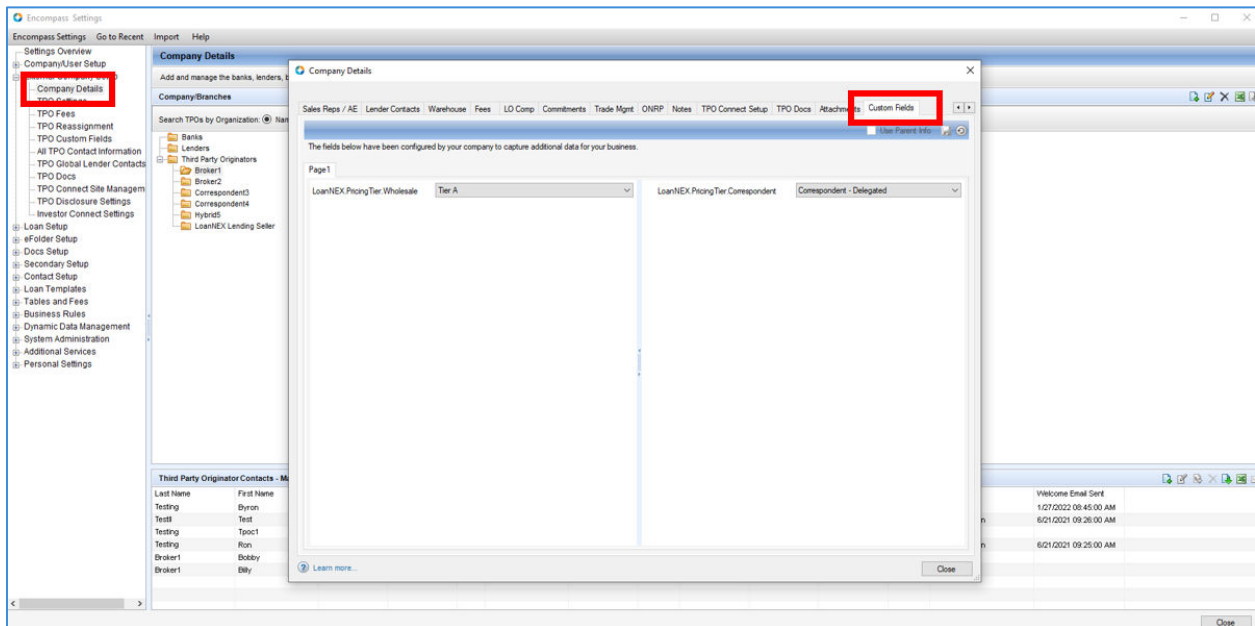 Encompass Settings
Encompass Settings Go to Recent Import Help
Settings Overview
Company/User Setup
Company Details
TPO Fees
TPO Reassignment
TPO Custom Fields
All TPO Contact Information
TPO Global Lender Contacts
TPO Docs
TPO Connect Site Managem
TPO Disclosure Settings
Investor Connect Settings
Loan Setup
eFolder Setup
Docs Setup
Secondary Setup
Contact Setup
Loan Templates
Tables and Fees
Business Rules
Dynamic Data Management
System Administration
Additional Services
Personal Settings
Company Details
Add and manage the banks, lenders, b
Company/Branches
Search TPOs by Organization: Nam
Banks
Lenders
Third Party Originators
Broker1
Broker2
Correspondent3
Correspondent4
Hybrid5
LoanNEX Lending Seller
Company Details
Sales Reps / AE Lender Contacts Warehouse Fees LO Comp Commitments Trade Mgmt ONRP Notes TPO Connect Setup TPO Docs Attachments Custom Fields
Use Parent Info
The fields below have been configured by your company to capture additional data for your business.
Page1
LoanNEX.PricingTier.Wholesale Tier A LoanNEX.PricingTier.Correspondent Correspondent - Delegated
Learn more... Close
Third Party Originator Contacts - Ma
Last Name First Name Welcome Email Sent
Testing Byron 1/27/2022 08:45:00 AM
Testll Test n 6/21/2021 09:26:00 AM
Testing Tpoc1
Testing Ron n 6/21/2021 09:25:00 AM
Broker1 Bobby
Broker1 Billy
Close